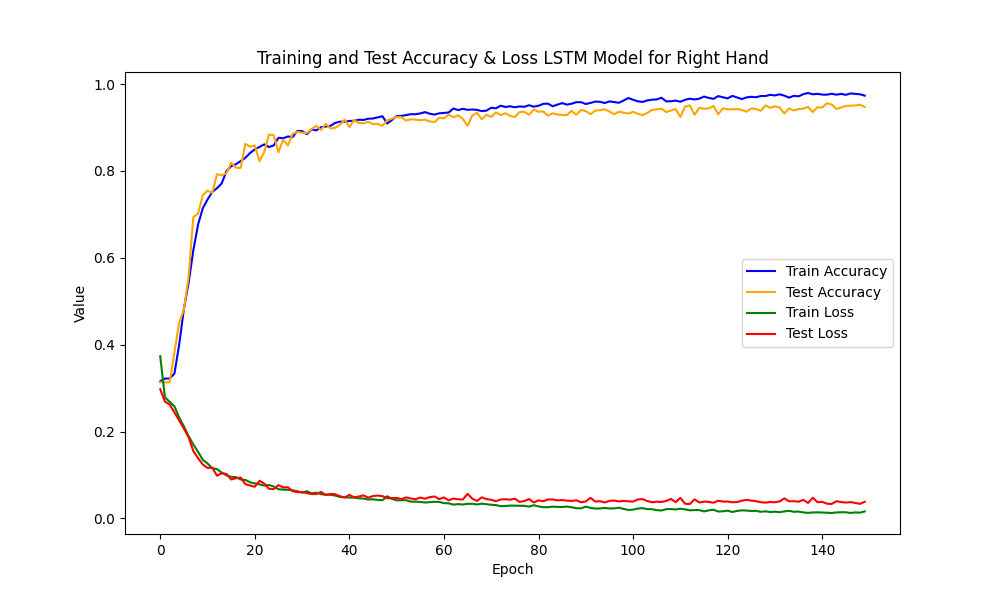 Training and Test Accuracy & Loss LSTM Model for Right Hand
1.0
0.8
0.6
0.4
0.2
0.0
Value
Train Accuracy
Test Accuracy
Train Loss
Test Loss
0 20 40 60 80 100 120 140
Epoch